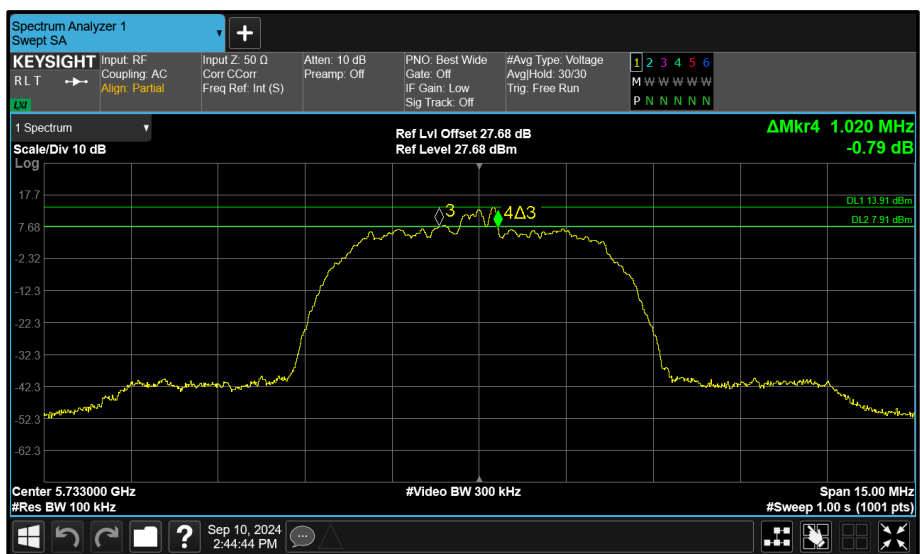 Spectrum Analyzer 1
Swept SA
+
KEYSIGHT
R L T
LXI
Input: RF
Coupling: AC
Align: Partial
Input Z: 50 Ω
Corr CCorr
Freq Ref: Int (S)
Atten: 10 dB
Preamp: Off
PNO: Best Wide
Gate: Off
IF Gain: Low
Sig Track: Off
#Avg Type: Voltage
Avg|Hold: 30/30
Trig: Free Run
1 2 3 4 5 6
M W W W W W
P N N N N N
1 Spectrum
Scale/Div 10 dB
Ref Lvl Offset 27.68 dB
Ref Level 27.68 dBm
ΔMkr4 1.020 MHz
-0.79 dB
Log
17.7
7.68
-2.32
-12.3
-22.3
-32.3
-42.3
-52.3
-62.3
DL1 13.91 dBm
DL2 7.91 dBm
3
4Δ3
Center 5.733000 GHz
#Res BW 100 kHz
#Video BW 300 kHz
Span 15.00 MHz
#Sweep 1.00 s (1001 pts)
?
Sep 10, 2024
2:44:44 PM